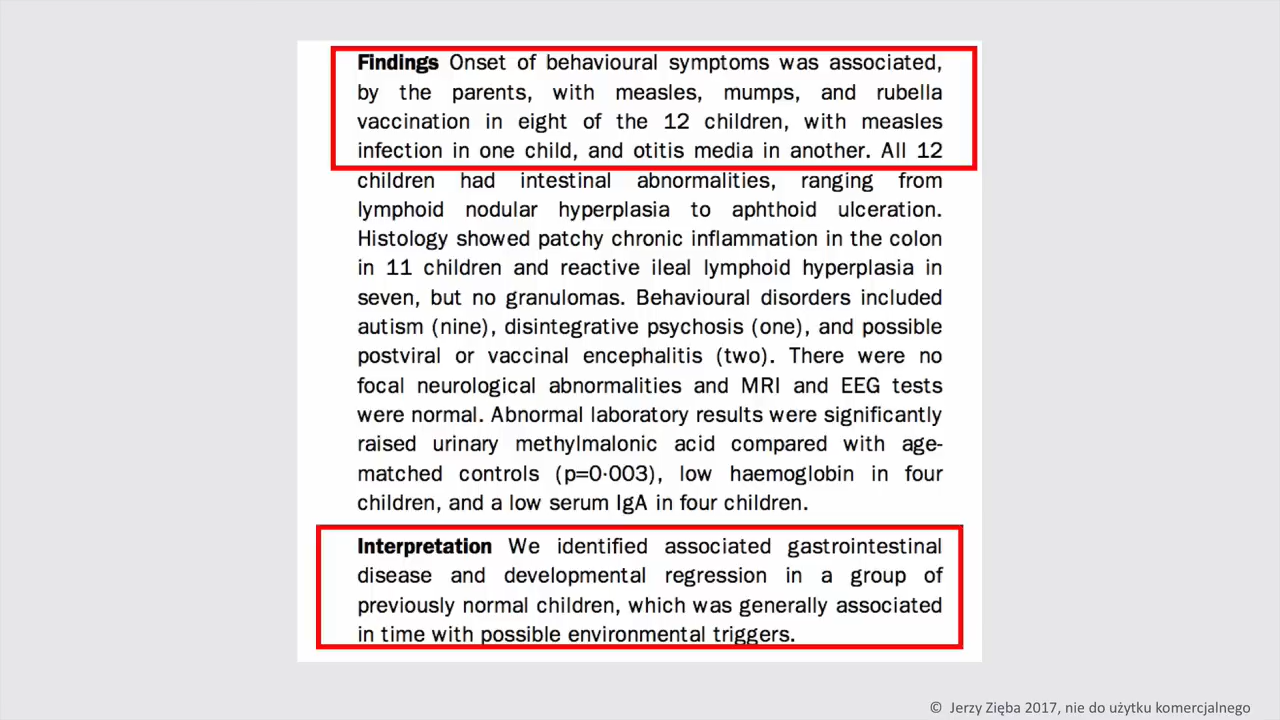 Findings Onset of behavioural symptoms was associated,
by the parents, with measles, mumps, and rubella
vaccination in eight of the 12 children, with measles
infection in one child, and otitis media in another. All 12
children had intestinal abnormalities, ranging from
lymphoid nodular hyperplasia to aphthoid ulceration.
Histology showed patchy chronic inflammation in the colon
in 11 children and reactive ileal lymphoid hyperplasia in
seven, but no granulomas. Behavioural disorders included
autism (nine), disintegrative psychosis (one), and possible
postviral or vaccinal encephalitis (two). There were no
focal neurological abnormalities and MRI and EEG tests
were normal. Abnormal laboratory results were significantly
raised urinary methylmalonic acid compared with age-
matched controls (p=0·003), low haemoglobin in four
children, and a low serum IgA in four children.
Interpretation We identified associated gastrointestinal
disease and developmental regression in a group of
previously normal children, which was generally associated
in time with possible environmental triggers.
© Jerzy Zięba 2017, nie do użytku komercjalnego